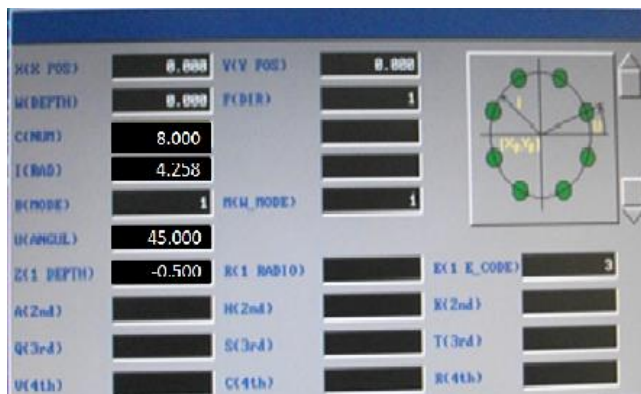 X(X POS) 0.000 Y(Y POS) 0.000
W(DEPTH) 0.000 F(DIR) 1
C(NUM) 8.000
I(RAD) 4.258
B(MODE) 1 M(W_MODE) 1
U(ANGUL) 45.000
Z(1 DEPTH) -0.500 R(1 RADIO) E(1 E_CODE) 3
A(2nd) H(2nd) K(2nd)
Q(3rd) S(3rd) T(3rd)
V(4th) C(4th) R(4th)
I
U
(X₀,Y₀)